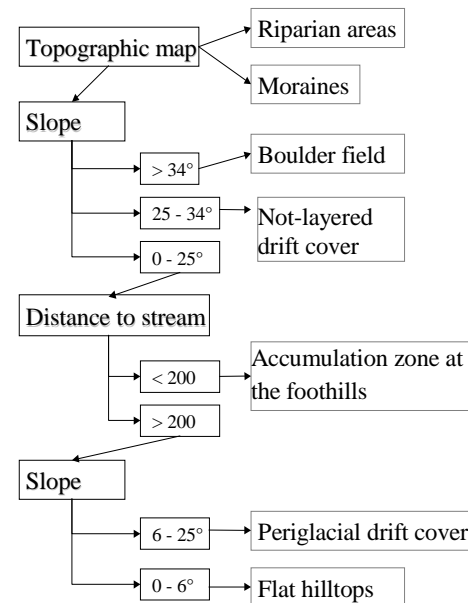 Riparian areas
Topographic map
Moraines
Slope
> 34°
Boulder field
25 - 34°
Not-layered
drift cover
0 - 25°
Distance to stream
< 200
Accumulation zone at
the foothills
> 200
Slope
6 - 25°
Periglacial drift cover
0 - 6°
Flat hilltops